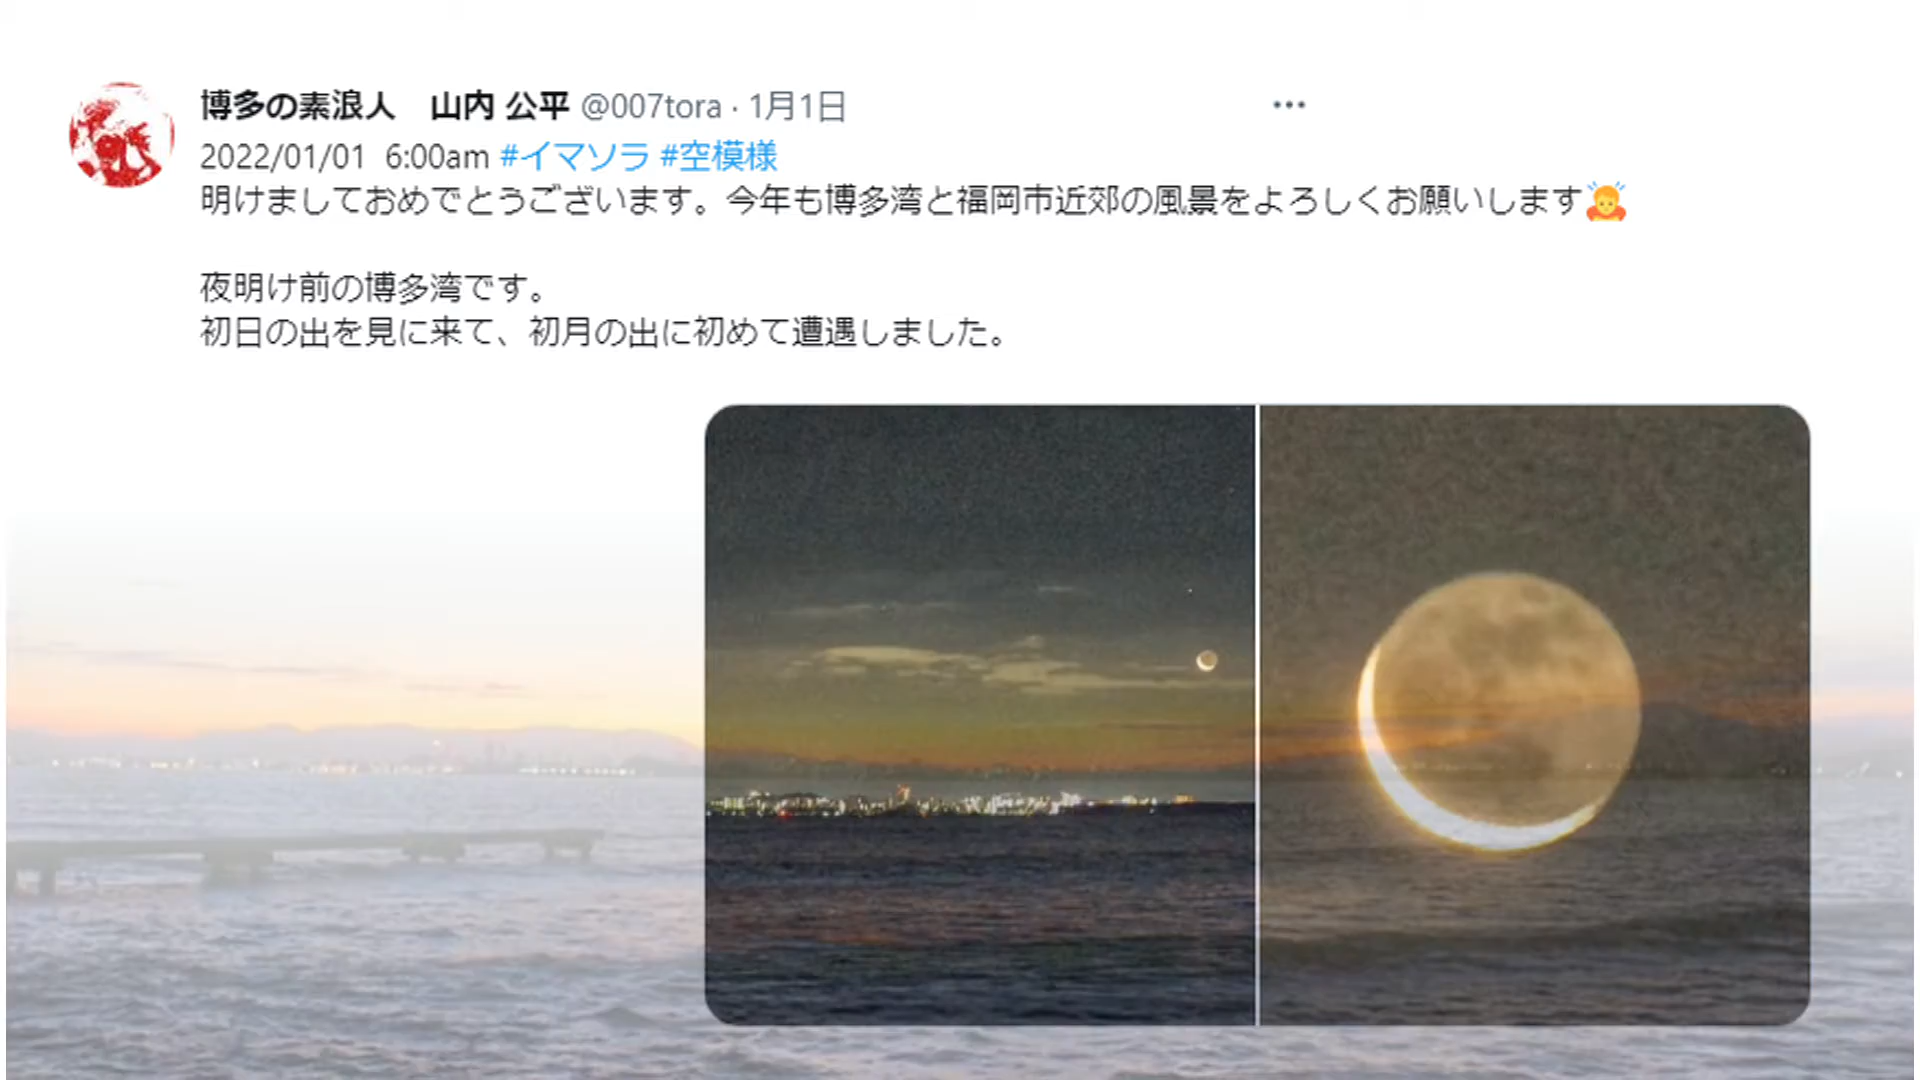 博多の素浪人　山内 公平 @007tora · 1月1日
2022/01/01 6:00am #イマソラ #空模様
明けましておめでとうございます。今年も博多湾と福岡市近郊の風景をよろしくお願いします🙇
夜明け前の博多湾です。
初日の出を見に来て、初月の出に初めて遭遇しました。